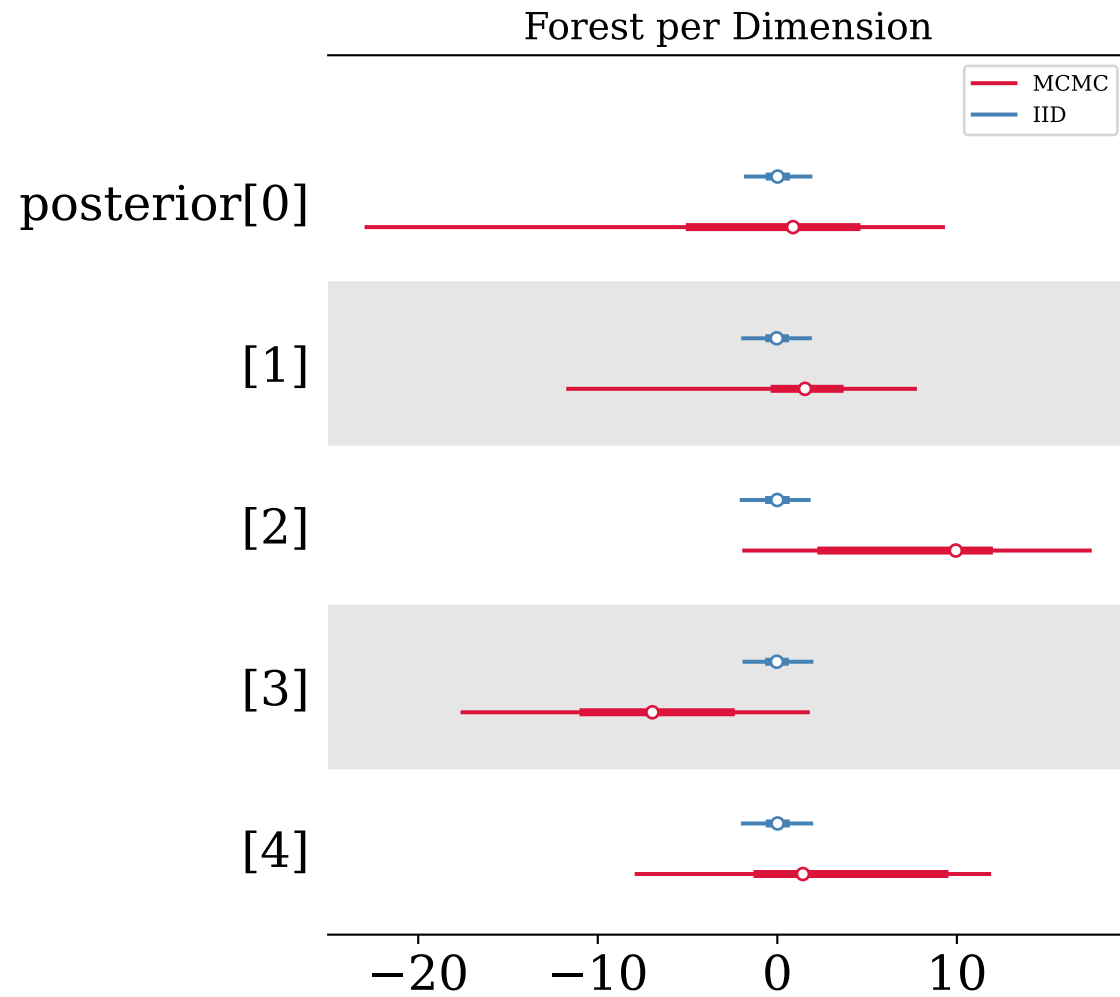 Forest per Dimension
MCMC
IID
posterior[0]
[1]
[2]
[3]
[4]
−20 −10 0 10